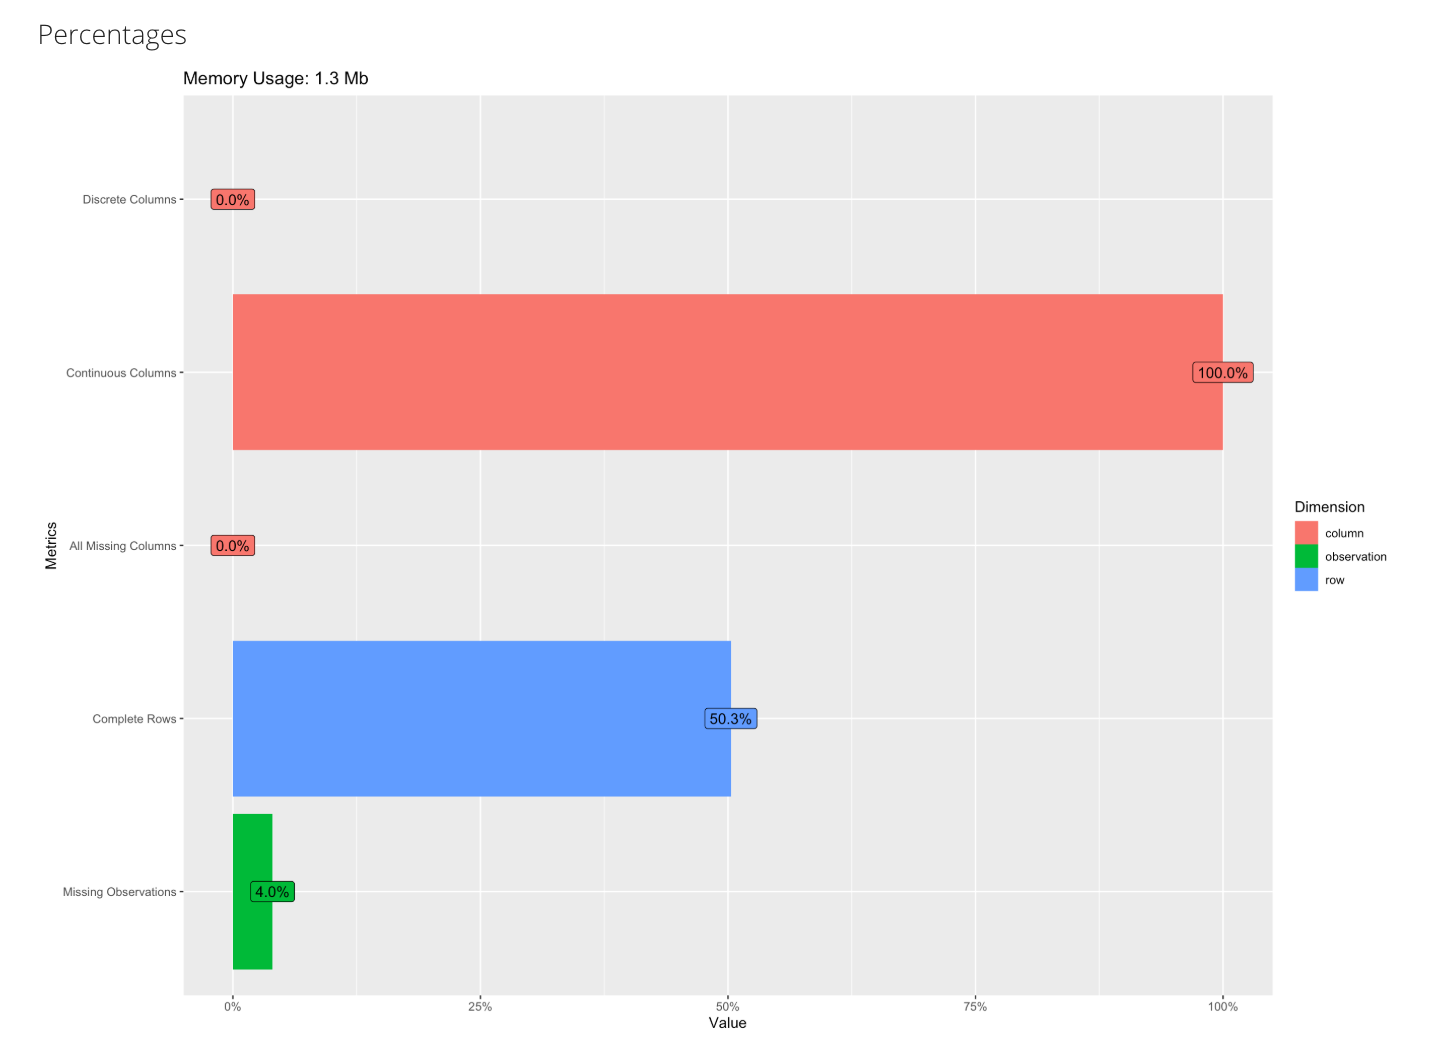 Percentages
Memory Usage: 1.3 Mb
Discrete Columns
0.0%
Continuous Columns
100.0%
All Missing Columns
0.0%
Complete Rows
50.3%
Missing Observations
4.0%
Metrics
0%
25%
50%
75%
100%
Value
Dimension
column
observation
row